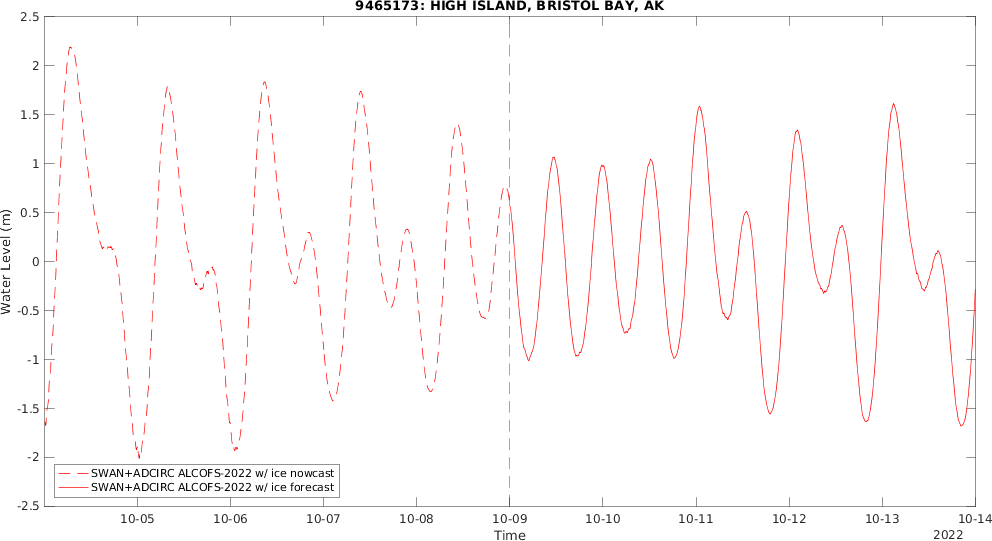 9465173: HIGH ISLAND, BRISTOL BAY, AK
2.5
2
1.5
1
0.5
0
-0.5
-1
-1.5
-2
-2.5
Water Level (m)
SWAN+ADCIRC ALCOFS-2022 w/ ice nowcast
SWAN+ADCIRC ALCOFS-2022 w/ ice forecast
10-05 10-06 10-07 10-08 10-09 10-10 10-11 10-12 10-13 10-14
Time
2022